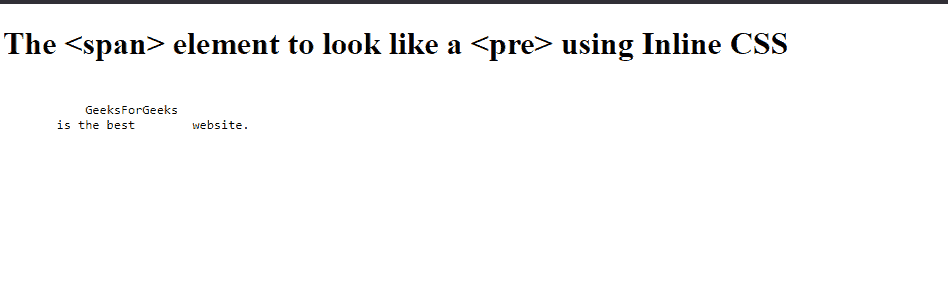 The <span> element to look like a <pre> using Inline CSS
GeeksForGeeks
is the best        website.